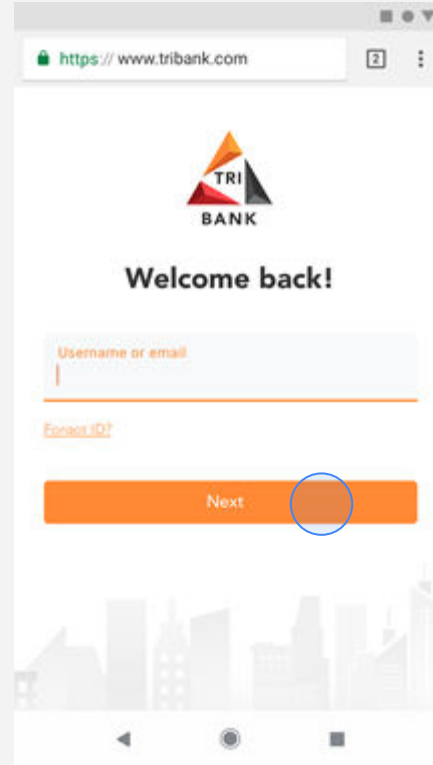 https:// www.tribank.com
2
TRI
BANK
Welcome back!
Username or email
Forgot ID?
Next